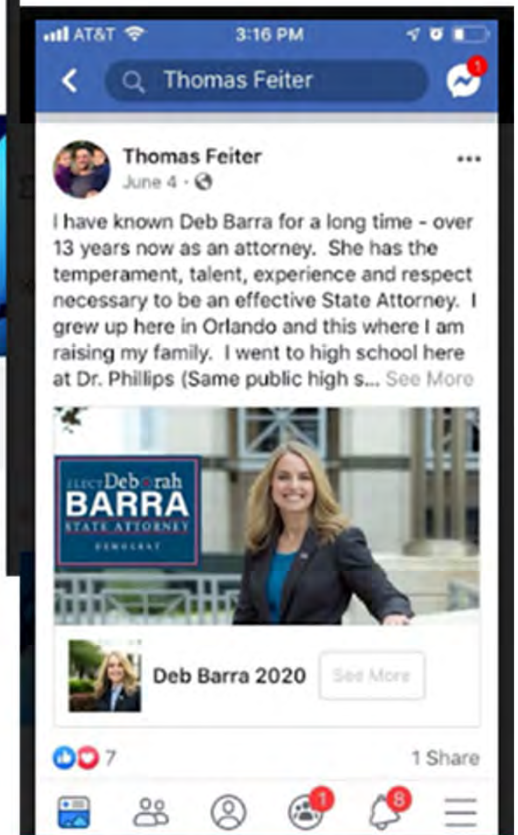 AT&T 3:16 PM
Thomas Feiter
1
Thomas Feiter
June 4
I have known Deb Barra for a long time - over
13 years now as an attorney. She has the
temperament, talent, experience and respect
necessary to be an effective State Attorney. I
grew up here in Orlando and this where I am
raising my family. I went to high school here
at Dr. Phillips (Same public high s... See More
ELECT Deborah
BARRA
STATE ATTORNEY
DEMOCRAT
Deb Barra 2020 See More
7 1 Share
1 8